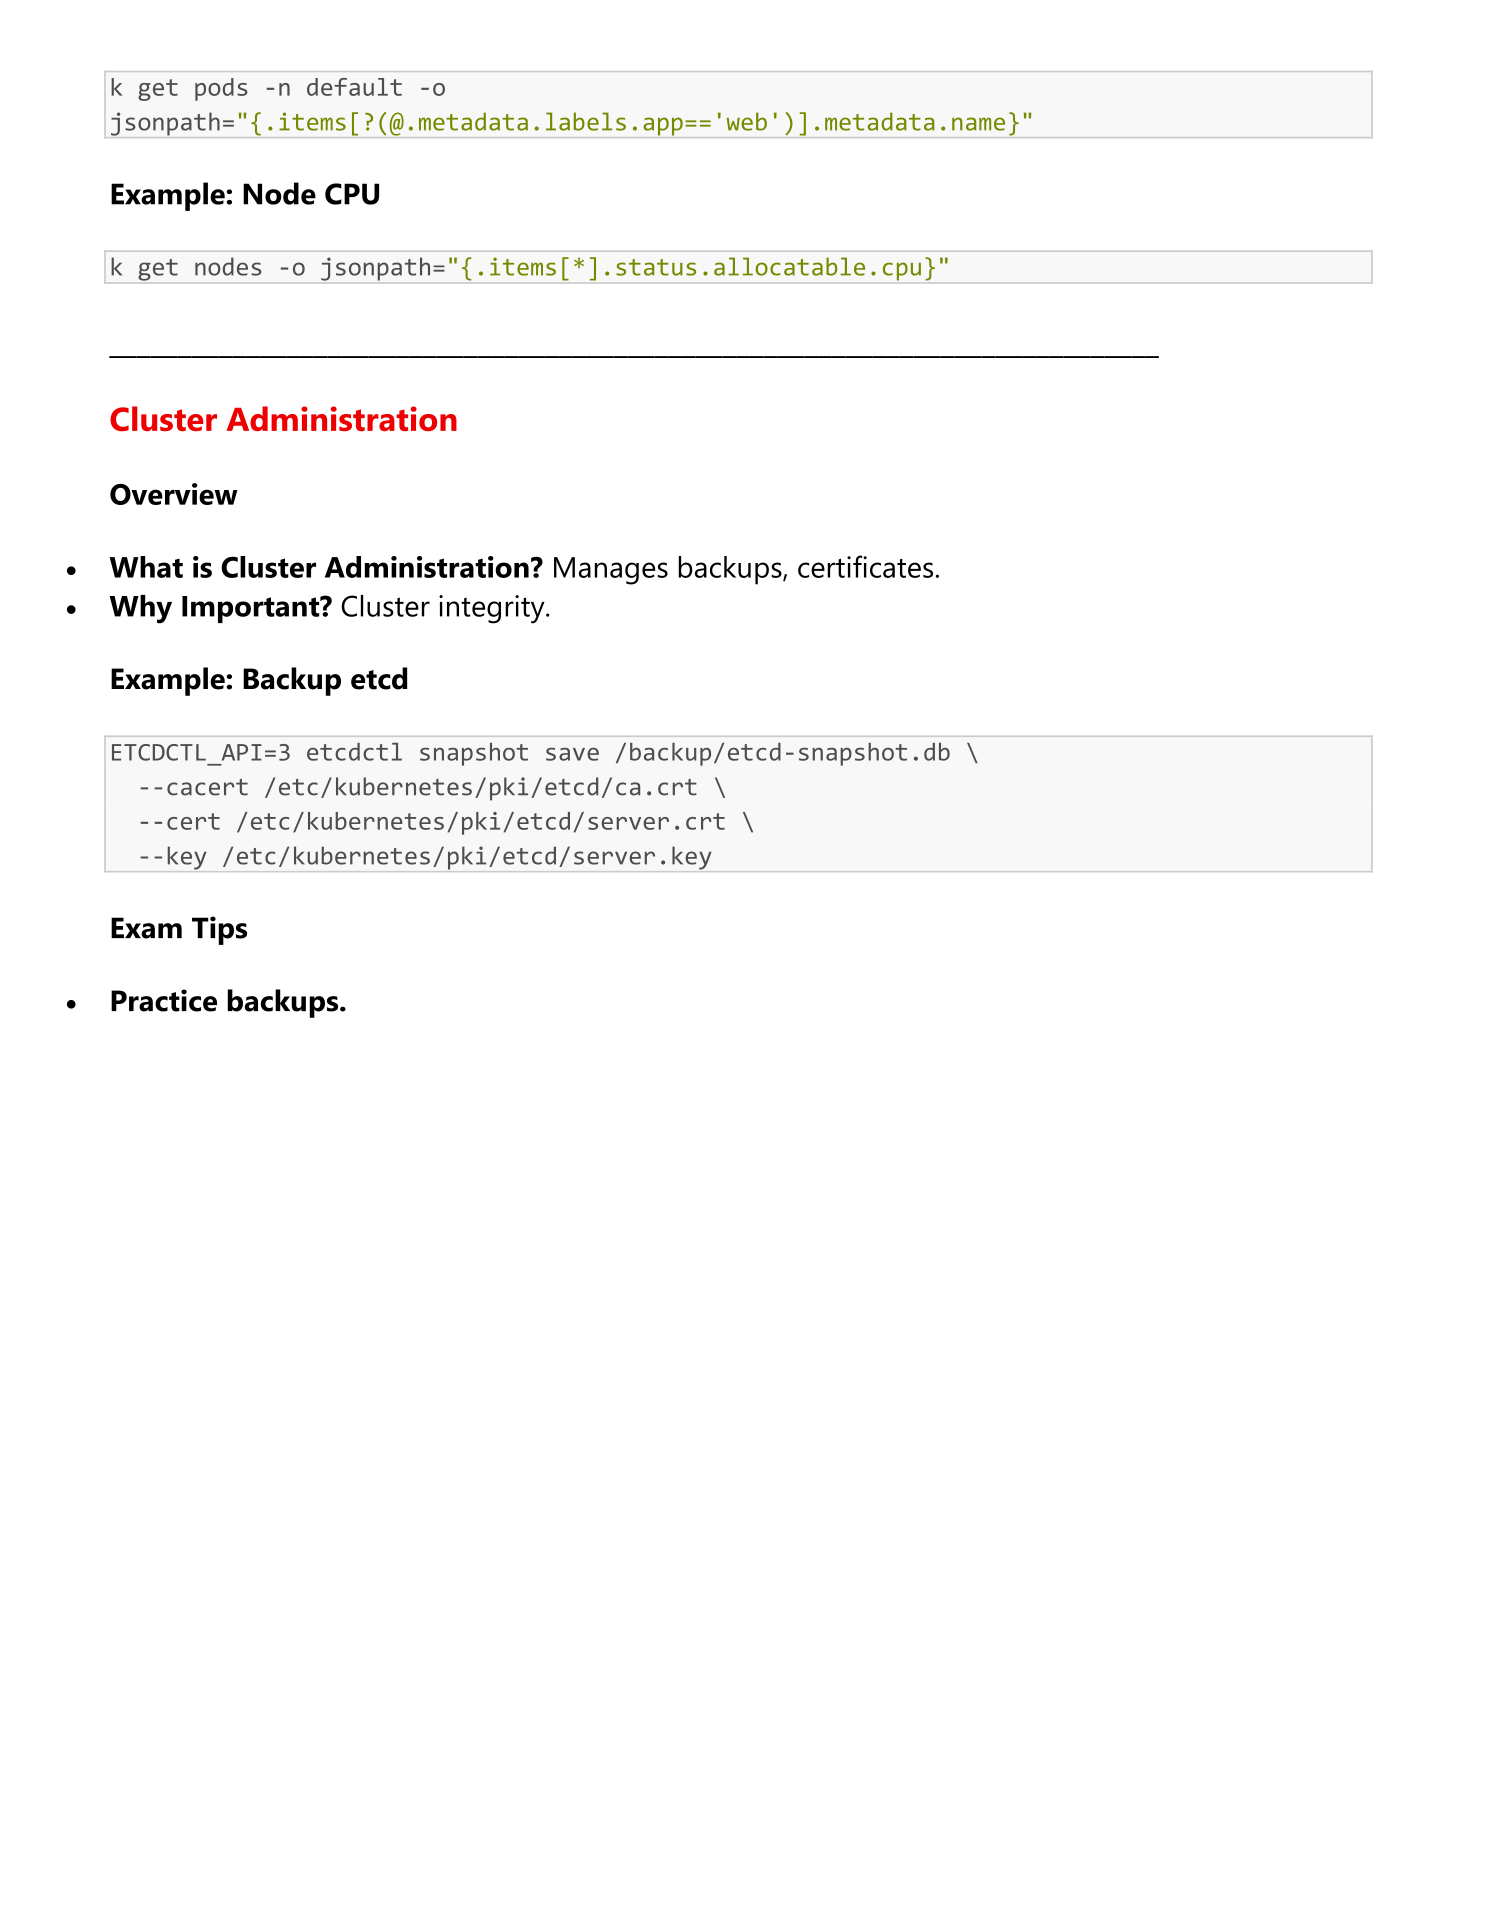 k get pods -n default -o
jsonpath="{.items[?(@.metadata.labels.app=='web')].metadata.name}"
Example: Node CPU
k get nodes -o jsonpath="{.items[*].status.allocatable.cpu}"
Cluster Administration
Overview
• What is Cluster Administration? Manages backups, certificates.
• Why Important? Cluster integrity.
Example: Backup etcd
ETCDCTL_API=3 etcdctl snapshot save /backup/etcd-snapshot.db \
  --cacert /etc/kubernetes/pki/etcd/ca.crt \
  --cert /etc/kubernetes/pki/etcd/server.crt \
  --key /etc/kubernetes/pki/etcd/server.key
Exam Tips
• Practice backups.